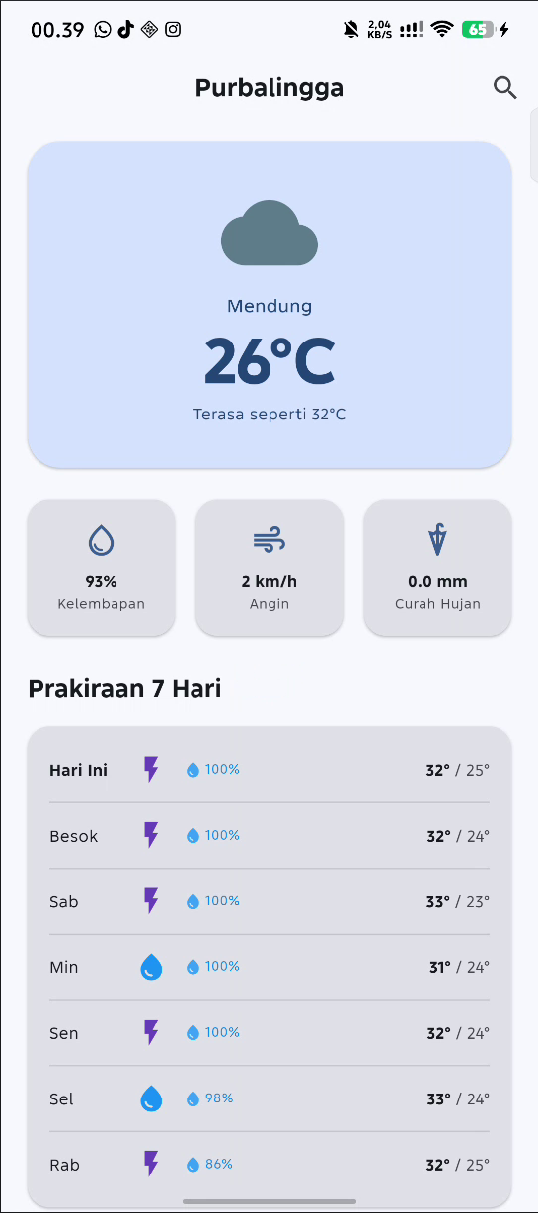 00.39 2,04 KB/S 65
Purbalingga
Mendung
26°C
Terasa seperti 32°C
93% 2 km/h 0.0 mm
Kelembapan Angin Curah Hujan
Prakiraan 7 Hari
Hari Ini 100% 32° / 25°
Besok 100% 32° / 24°
Sab 100% 33° / 23°
Min 100% 31° / 24°
Sen 100% 32° / 24°
Sel 98% 33° / 24°
Rab 86% 32° / 25°